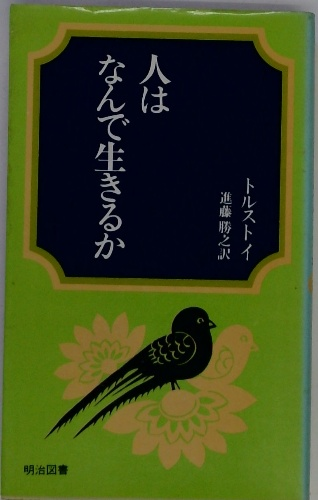 人は
なんで生きるか
トルストイ
進藤勝之訳
明治図書